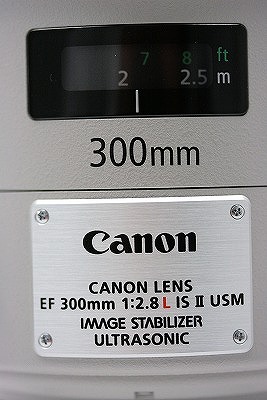 7 8 ft
2 2.5 m
300mm
Canon
CANON LENS
EF 300mm 1:2.8 L IS II USM
IMAGE STABILIZER
ULTRASONIC